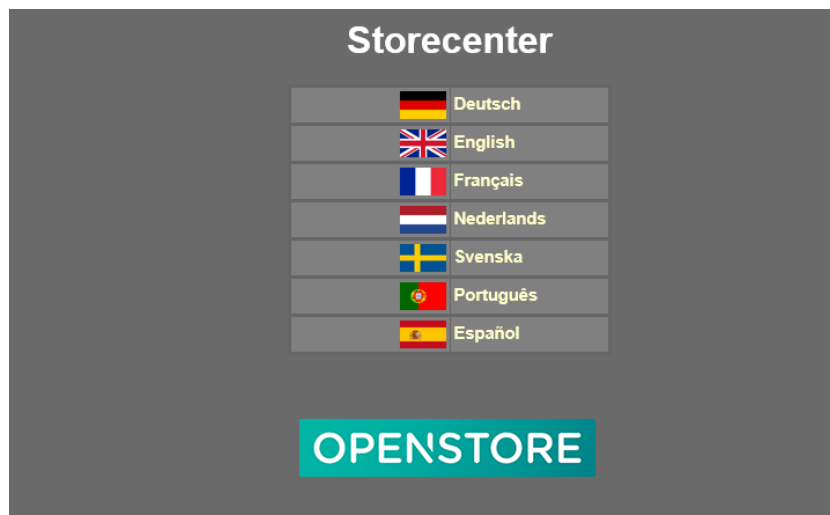 Storecenter
Deutsch
English
Français
Nederlands
Svenska
Português
Español
OPENSTORE